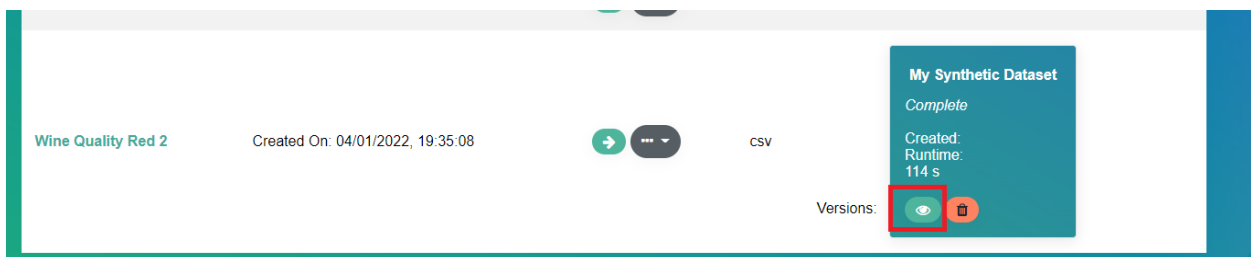 My Synthetic Dataset
Complete
Wine Quality Red 2
Created On: 04/01/2022, 19:35:08
csv
Created:
Runtime:
114 s
Versions: